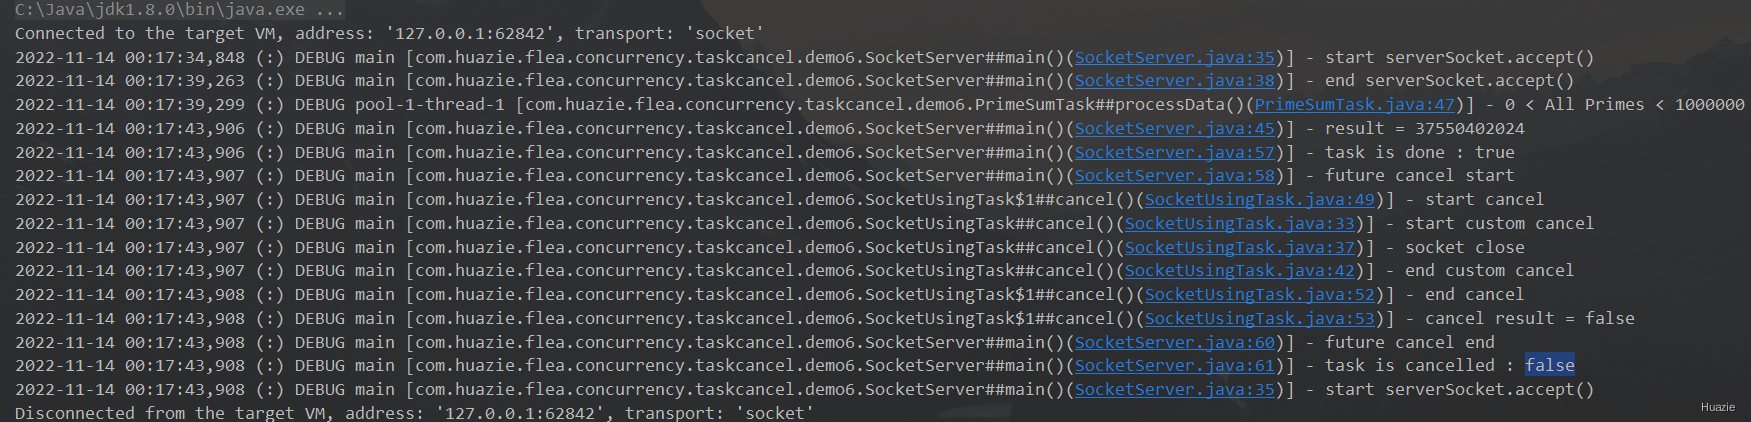 C:\Java\jdk1.8.0\bin\java.exe ...
Connected to the target VM, address: '127.0.0.1:62842', transport: 'socket'
2022-11-14 00:17:34,848 (:) DEBUG main [com.huazie.flea.concurrency.taskcancel.demo6.SocketServer##main()(SocketServer.java:35)] - start serverSocket.accept()
2022-11-14 00:17:39,263 (:) DEBUG main [com.huazie.flea.concurrency.taskcancel.demo6.SocketServer##main()(SocketServer.java:38)] - end serverSocket.accept()
2022-11-14 00:17:39,299 (:) DEBUG pool-1-thread-1 [com.huazie.flea.concurrency.taskcancel.demo6.PrimeSumTask##processData()(PrimeSumTask.java:47)] - 0 < All Primes < 1000000
2022-11-14 00:17:43,906 (:) DEBUG main [com.huazie.flea.concurrency.taskcancel.demo6.SocketServer##main()(SocketServer.java:45)] - result = 37550402024
2022-11-14 00:17:43,906 (:) DEBUG main [com.huazie.flea.concurrency.taskcancel.demo6.SocketServer##main()(SocketServer.java:57)] - task is done : true
2022-11-14 00:17:43,907 (:) DEBUG main [com.huazie.flea.concurrency.taskcancel.demo6.SocketServer##main()(SocketServer.java:58)] - future cancel start
2022-11-14 00:17:43,907 (:) DEBUG main [com.huazie.flea.concurrency.taskcancel.demo6.SocketUsingTask$1##cancel()(SocketUsingTask.java:49)] - start cancel
2022-11-14 00:17:43,907 (:) DEBUG main [com.huazie.flea.concurrency.taskcancel.demo6.SocketUsingTask##cancel()(SocketUsingTask.java:33)] - start custom cancel
2022-11-14 00:17:43,907 (:) DEBUG main [com.huazie.flea.concurrency.taskcancel.demo6.SocketUsingTask##cancel()(SocketUsingTask.java:37)] - socket close
2022-11-14 00:17:43,907 (:) DEBUG main [com.huazie.flea.concurrency.taskcancel.demo6.SocketUsingTask##cancel()(SocketUsingTask.java:42)] - end custom cancel
2022-11-14 00:17:43,908 (:) DEBUG main [com.huazie.flea.concurrency.taskcancel.demo6.SocketUsingTask$1##cancel()(SocketUsingTask.java:52)] - end cancel
2022-11-14 00:17:43,908 (:) DEBUG main [com.huazie.flea.concurrency.taskcancel.demo6.SocketUsingTask$1##cancel()(SocketUsingTask.java:53)] - cancel result = false
2022-11-14 00:17:43,908 (:) DEBUG main [com.huazie.flea.concurrency.taskcancel.demo6.SocketServer##main()(SocketServer.java:60)] - future cancel end
2022-11-14 00:17:43,908 (:) DEBUG main [com.huazie.flea.concurrency.taskcancel.demo6.SocketServer##main()(SocketServer.java:61)] - task is cancelled : false
2022-11-14 00:17:43,908 (:) DEBUG main [com.huazie.flea.concurrency.taskcancel.demo6.SocketServer##main()(SocketServer.java:35)] - start serverSocket.accept()
Disconnected from the target VM, address: '127.0.0.1:62842', transport: 'socket'
Huazie